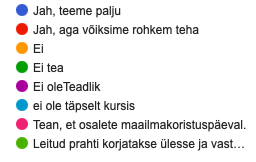 Jah, teeme palju
Jah, aga võiksime rohkem teha
Ei
Ei tea
Ei oleTeadlik
ei ole täpselt kursis
Tean, et osalete maailmakoristuspäeval.
Leitud prahti korjatakse ülesse ja vast…